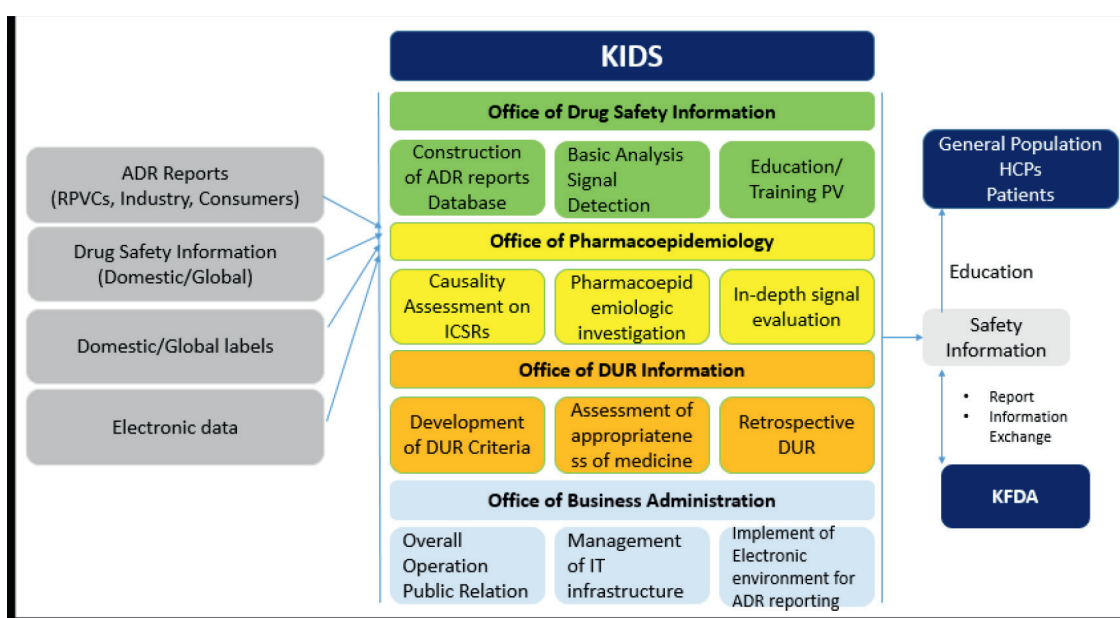 KIDS
Office of Drug Safety Information
Construction
of ADR reports
Database
Basic Analysis
Signal
Detection
Education/
Training PV
Office of Pharmacoepidemiology
Causality
Assessment on
ICSRs
Pharmacoepid
emiologic
investigation
In-depth signal
evaluation
Office of DUR Information
Development
of DUR Criteria
Assessment of
appropriatene
ss of medicine
Retrospective
DUR
Office of Business Administration
Overall
Operation
Public Relation
Management
of IT
infrastructure
Implement of
Electronic
environment for
ADR reporting
ADR Reports
(RPVCs, Industry, Consumers)
Drug Safety Information
(Domestic/Global)
Domestic/Global labels
Electronic data
General Population
HCPs
Patients
Education
Safety
Information
• Report
• Information
Exchange
KFDA